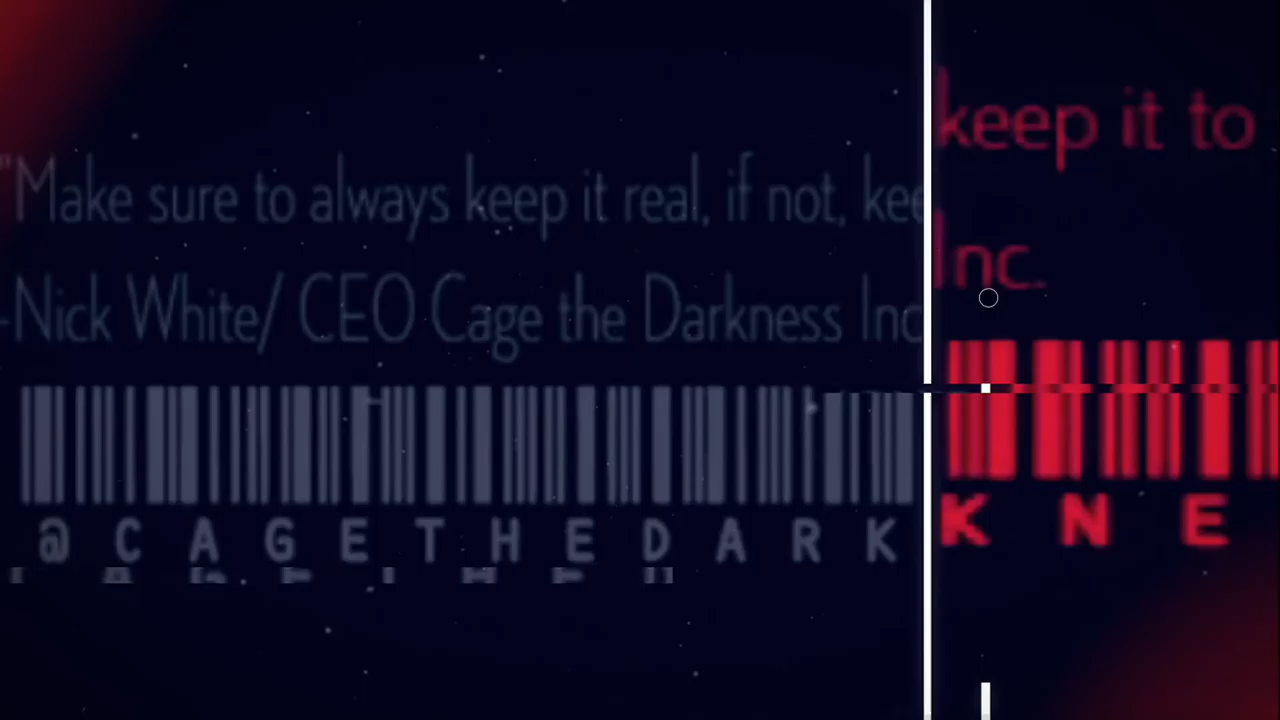 "Make sure to always keep it real, if not, kee
-Nick White/ CEO Cage the Darkness Inc
@CAGETHEDARK
keep it to
Inc.
KNE